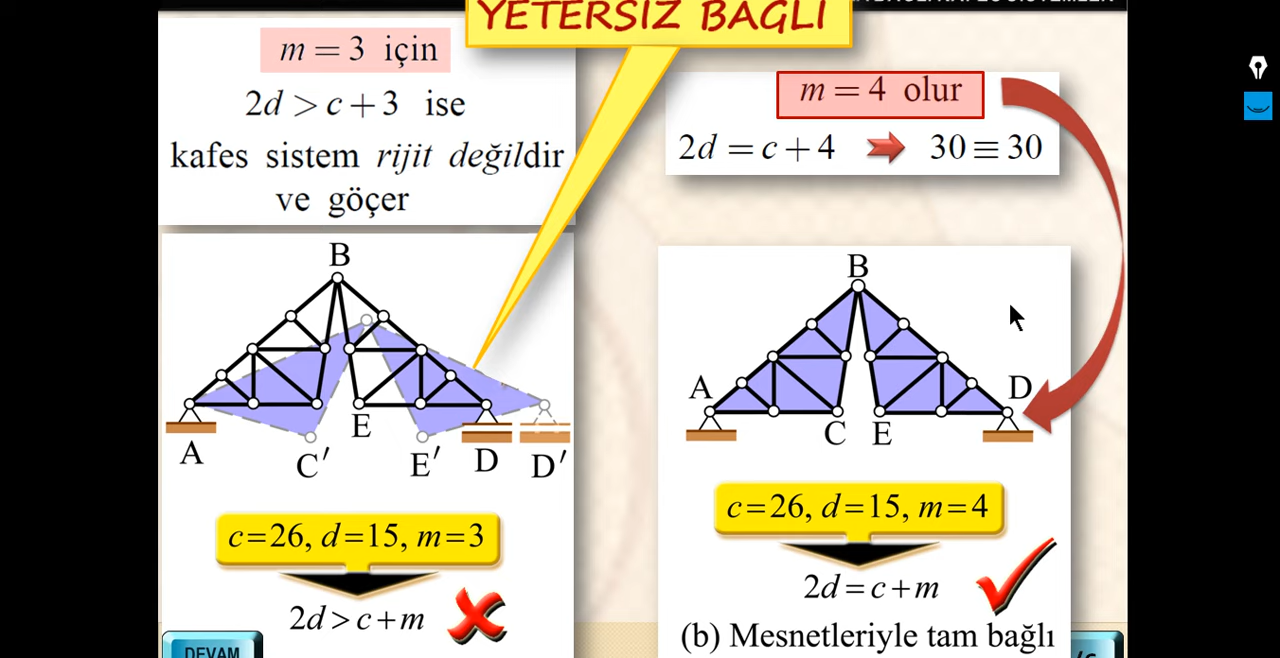 YETERSİZ BAĞLI
m = 3 için
2d > c + 3 ise
kafes sistem rijit değildir
ve göçer
m = 4 olur
2d = c + 4 30 ≡ 30
B
A
C′
E
E′
D
D′
c=26, d=15, m=3
2d > c+m
DEVAM
B
A
D
C
E
c=26, d=15, m=4
2d = c+m
(b) Mesnetleriyle tam bağlı